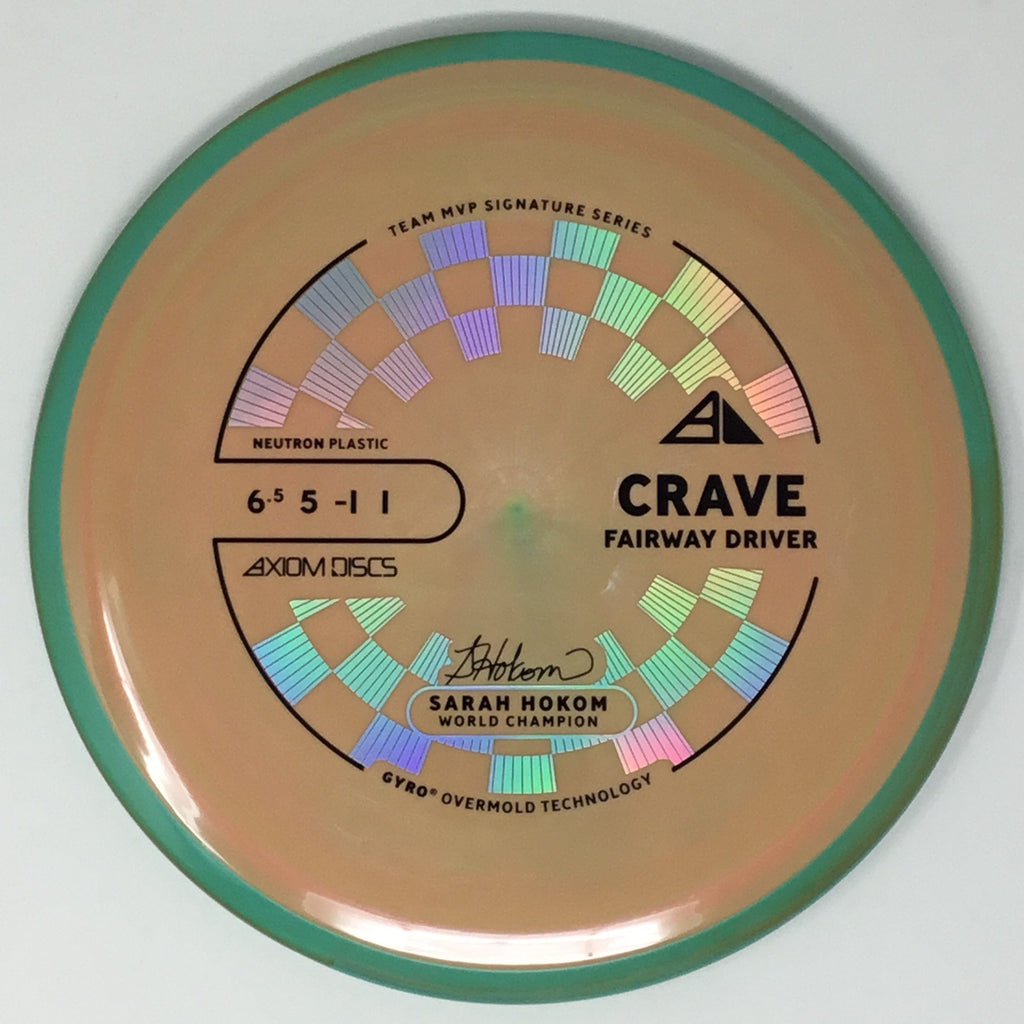 TEAM MVP SIGNATURE SERIES
NEUTRON PLASTIC
6.5 5 -1 1
AXIOM DISCS
CRAVE
FAIRWAY DRIVER
SHokom
SARAH HOKOM
WORLD CHAMPION
GYRO® OVERMOLD TECHNOLOGY